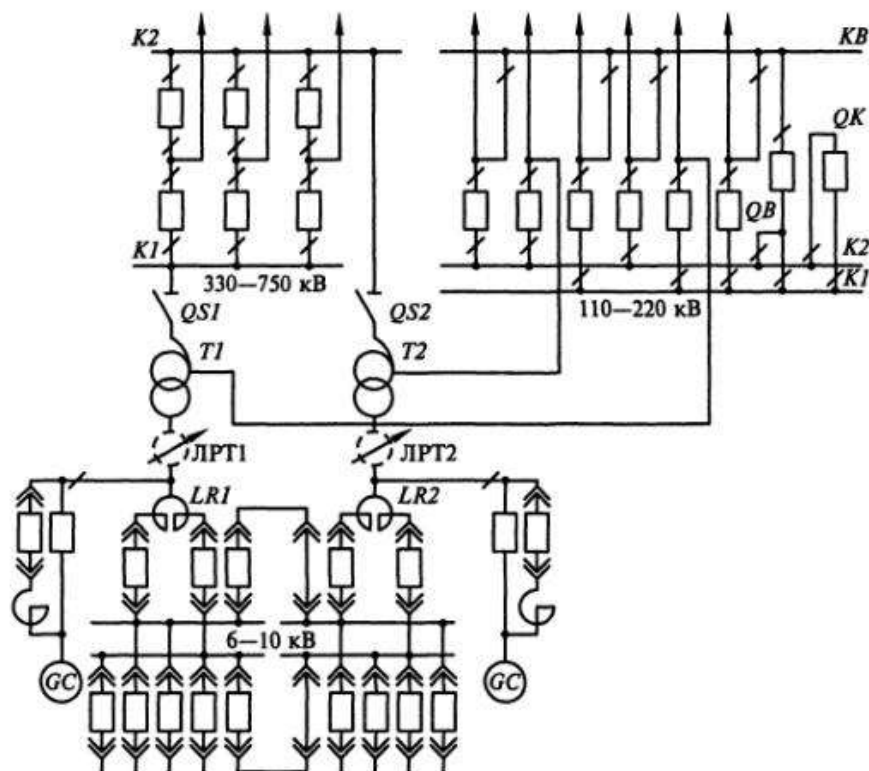 K2
KB
QK
QB
K1
K2
330—750 кВ
K1
QS1
QS2
110—220 кВ
T1
T2
ЛРТ1
ЛРТ2
LR1
LR2
6—10 кВ
GC
GC